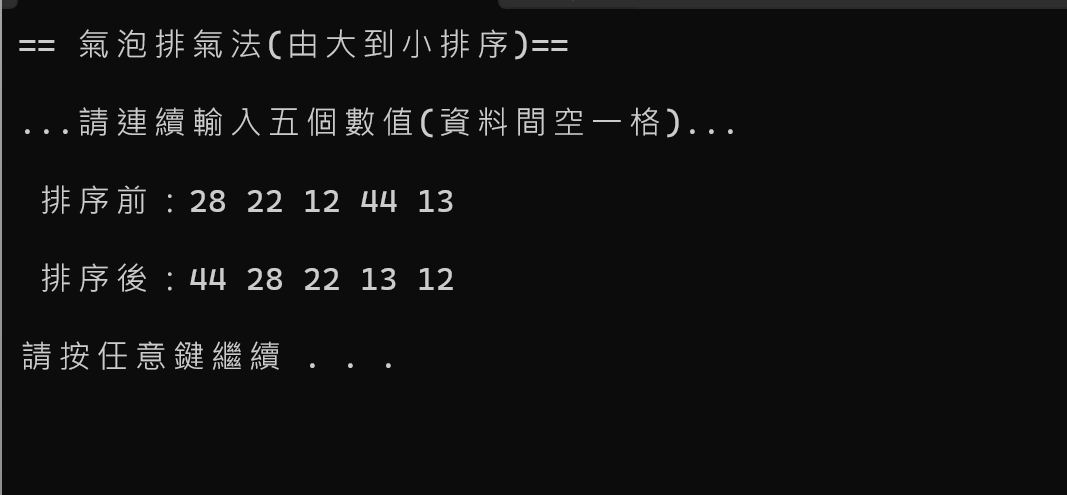 == 氣泡排氣法(由大到小排序)==
...請連續輸入五個數值(資料間空一格)...
排序前：28 22 12 44 13
排序後：44 28 22 13 12
請按任意鍵繼續 . . .